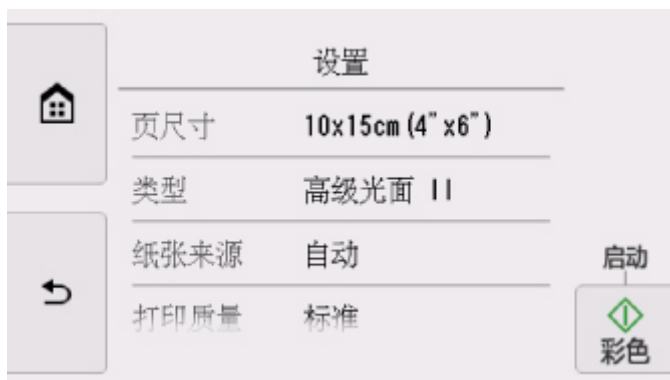 设置
页尺寸 10x15cm(4"x6")
类型 高级光面 II
纸张来源 自动
打印质量 标准
启动
彩色